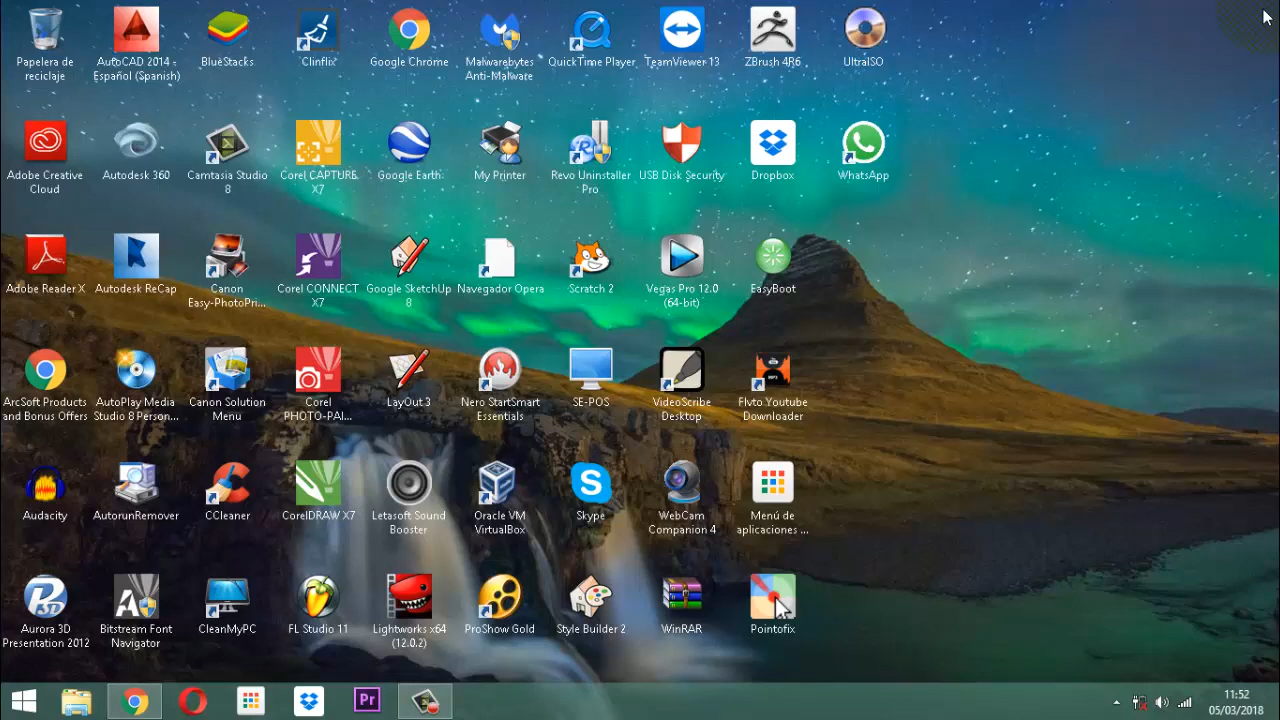 Papelera de
reciclaje
AutoCAD 2014 -
Español (Spanish)
BlueStacks
Clinflix
Google Chrome
Malwarebytes
Anti-Malware
QuickTime Player
TeamViewer 13
ZBrush 4R6
UltraISO
Adobe Creative
Cloud
Autodesk 360
Camtasia Studio
8
Corel CAPTURE
X7
Google Earth
My Printer
Revo Uninstaller
Pro
USB Disk Security
Dropbox
WhatsApp
Adobe Reader X
Autodesk ReCap
Canon
Easy-PhotoPri...
Corel CONNECT
X7
Google SketchUp
8
Navegador Opera
Scratch 2
Vegas Pro 12.0
(64-bit)
EasyBoot
ArcSoft Products
and Bonus Offers
AutoPlay Media
Studio 8 Person...
Canon Solution
Menu
Corel
PHOTO-PAI...
LayOut 3
Nero StartSmart
Essentials
SE-POS
VideoScribe
Desktop
MP3
Flvto Youtube
Downloader
Audacity
AutorunRemover
CCleaner
CorelDRAW X7
Letasoft Sound
Booster
Oracle VM
VirtualBox
S
Skype
WebCam
Companion 4
Menú de
aplicaciones ...
P3D
Aurora 3D
Presentation 2012
Bitstream Font
Navigator
CleanMyPC
FL Studio 11
Lightworks x64
(12.0.2)
ProShow Gold
Style Builder 2
WinRAR
Pointofix
Pr
11:52
05/03/2018